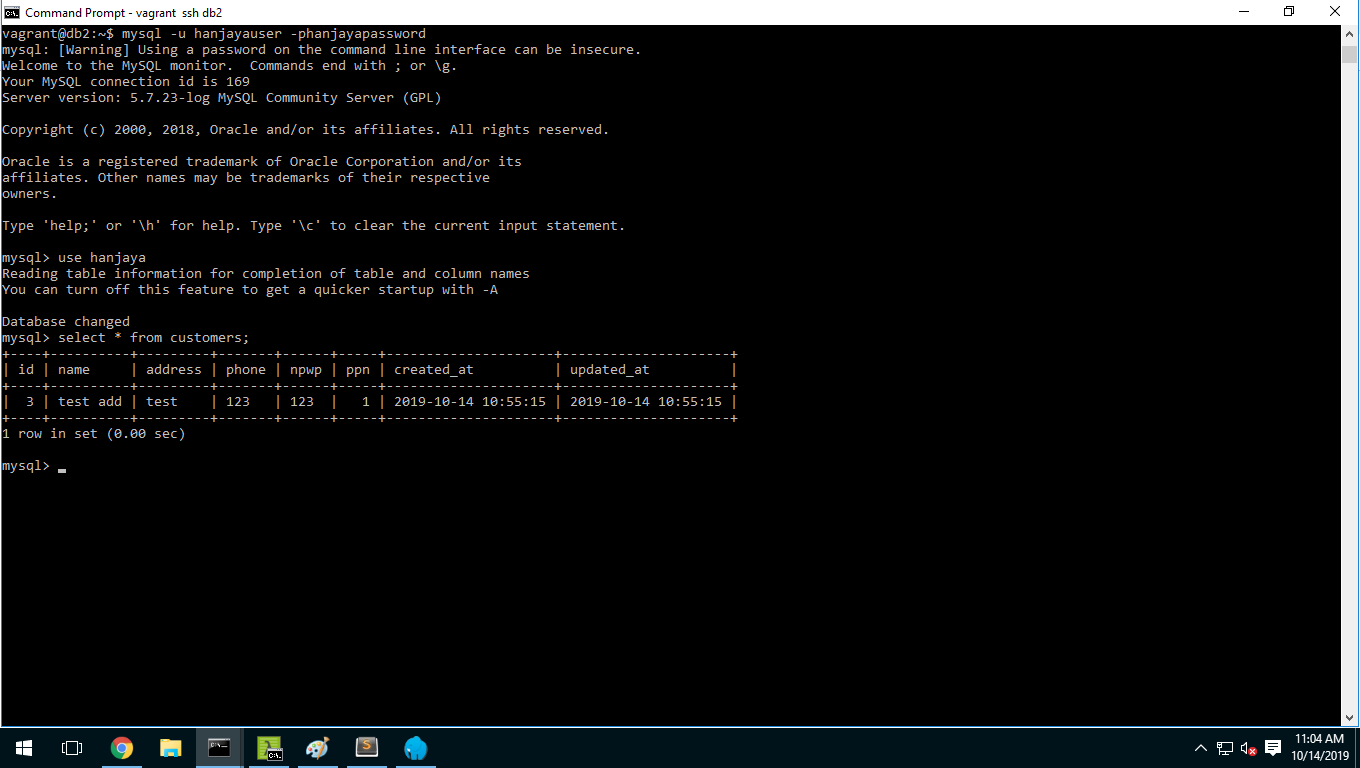 Command Prompt - vagrant  ssh db2
vagrant@db2:~$ mysql -u hanjayauser -phanjayapassword
mysql: [Warning] Using a password on the command line interface can be insecure.
Welcome to the MySQL monitor.  Commands end with ; or \g.
Your MySQL connection id is 169
Server version: 5.7.23-log MySQL Community Server (GPL)

Copyright (c) 2000, 2018, Oracle and/or its affiliates. All rights reserved.

Oracle is a registered trademark of Oracle Corporation and/or its
affiliates. Other names may be trademarks of their respective
owners.

Type 'help;' or '\h' for help. Type '\c' to clear the current input statement.

mysql> use hanjaya
Reading table information for completion of table and column names
You can turn off this feature to get a quicker startup with -A

Database changed
mysql> select * from customers;
+----+----------+---------+-------+------+-----+---------------------+---------------------+
| id | name     | address | phone | npwp | ppn | created_at          | updated_at          |
+----+----------+---------+-------+------+-----+---------------------+---------------------+
|  3 | test add | test    | 123   | 123  |   1 | 2019-10-14 10:55:15 | 2019-10-14 10:55:15 |
+----+----------+---------+-------+------+-----+---------------------+---------------------+
1 row in set (0.00 sec)

mysql> _
11:04 AM
10/14/2019